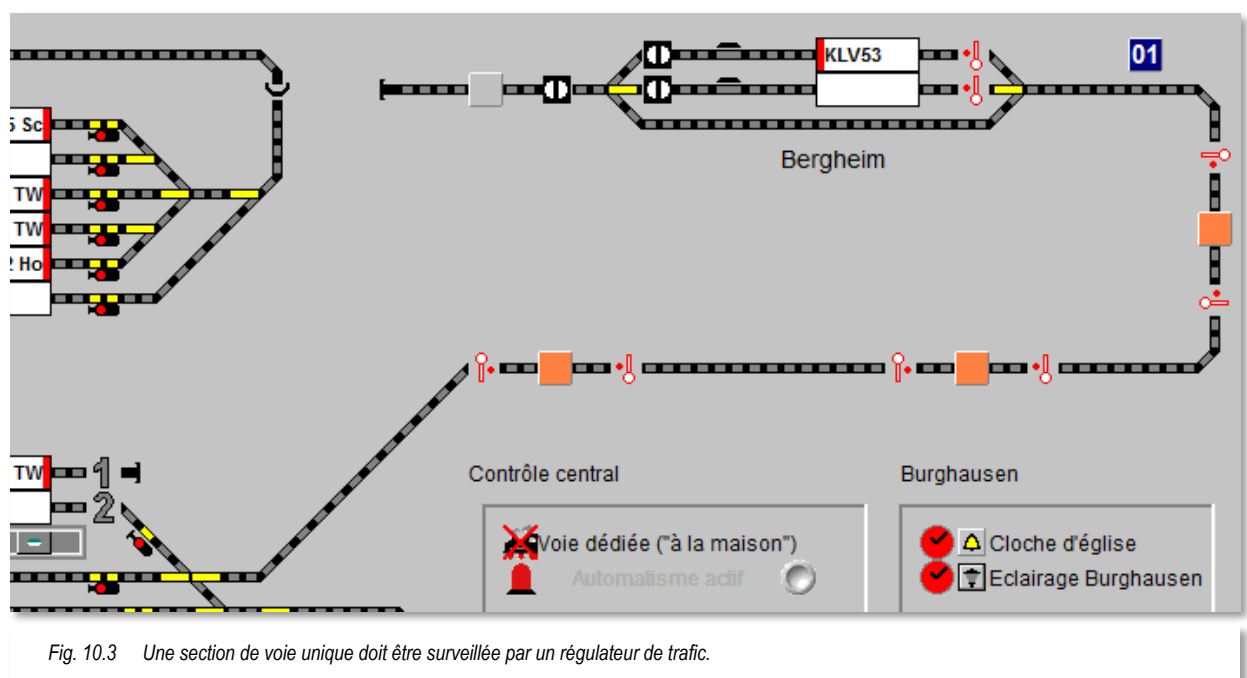 KLV53
01
5 Sc
Bergheim
TW
TW
2 Ho
TW
1
2
Contrôle central
Burghausen
Voie dédiée ("à la maison")
Cloche d'église
Automatisme actif
Eclairage Burghausen
Fig. 10.3 Une section de voie unique doit être surveillée par un régulateur de trafic.